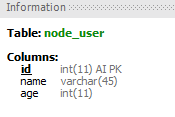 Information
Table: node_user
Columns:
id int(11) AI PK
name varchar(45)
age int(11)